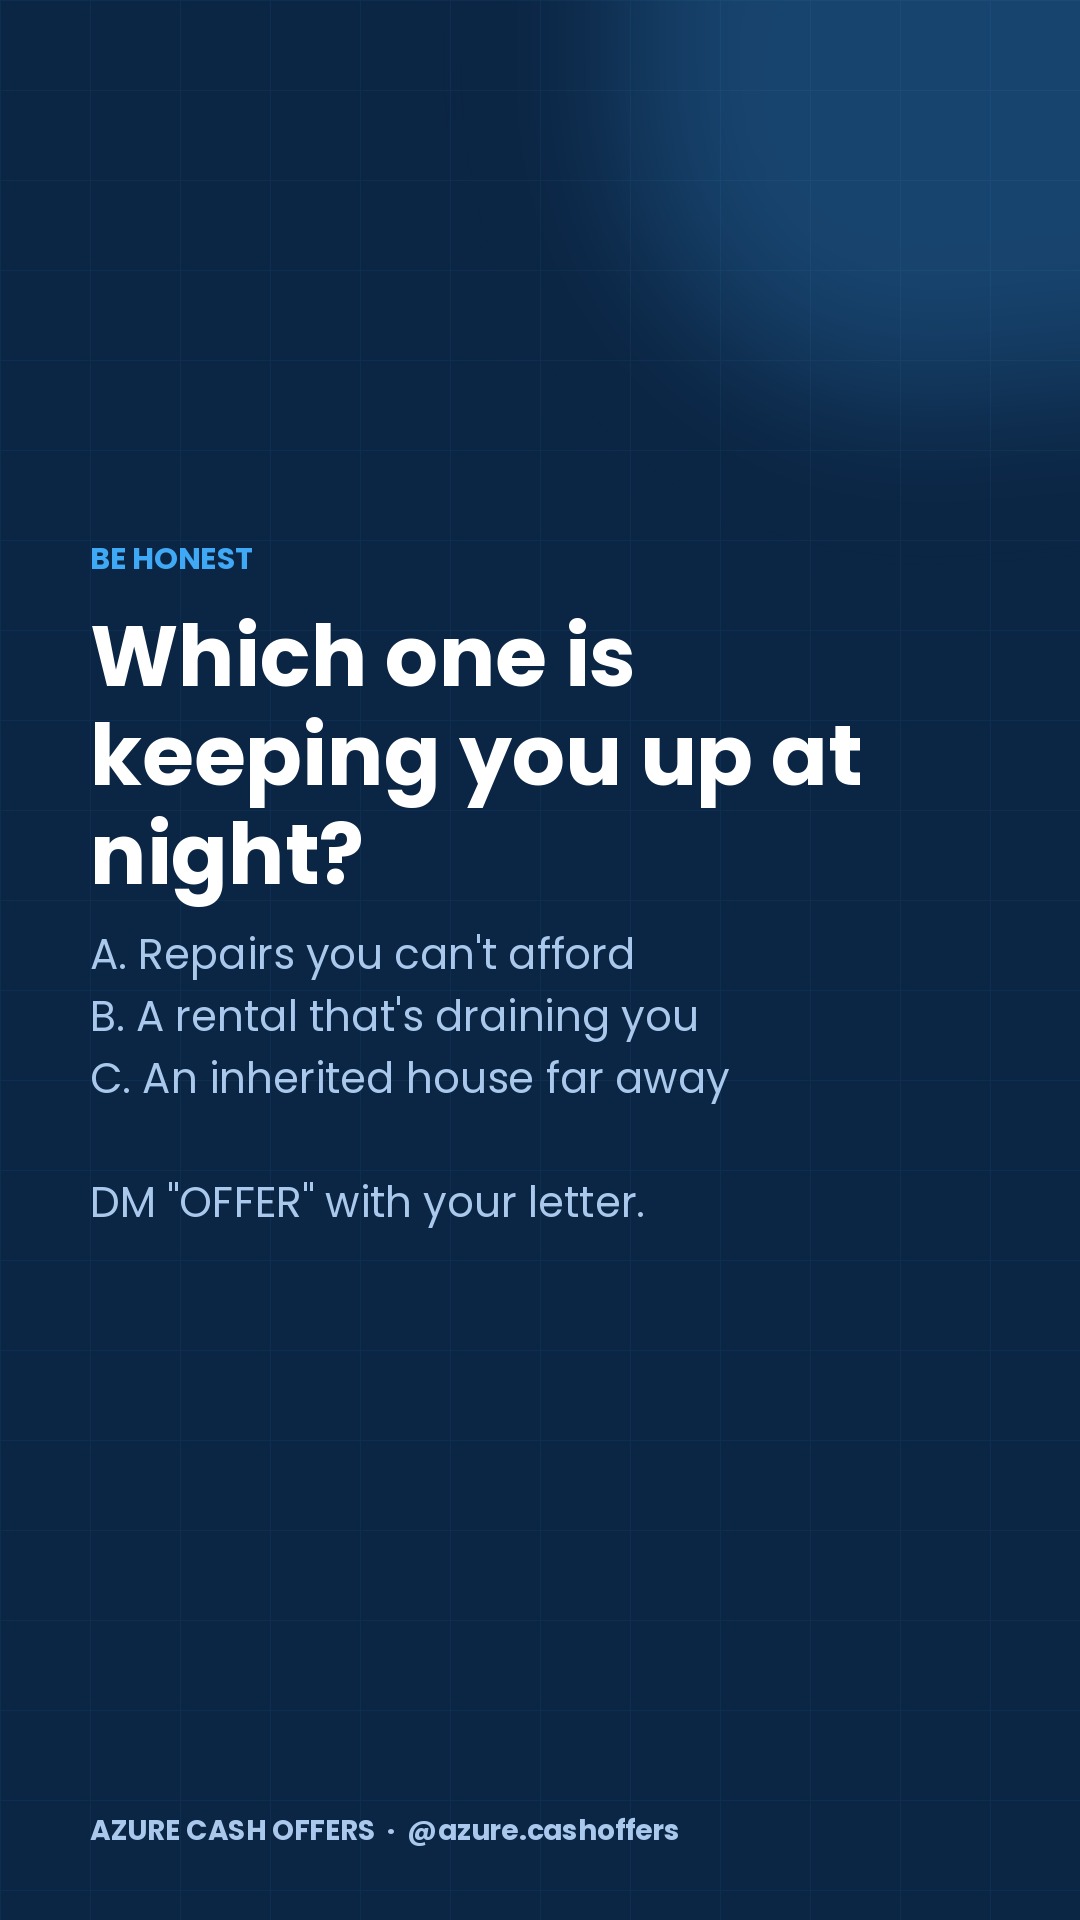 BE HONEST
Which one is
keeping you up at
night?
A. Repairs you can't afford
B. A rental that's draining you
C. An inherited house far away
DM "OFFER" with your letter.
AZURE CASH OFFERS · @azure.cashoffers